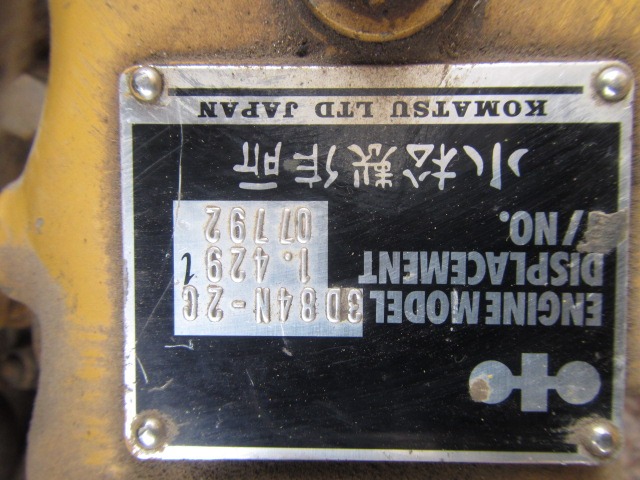 ENGINE MODEL 3D84N-2C
DISPLACEMENT 1.429 l
/NO. 07792
小松製作所
KOMATSU LTD JAPAN